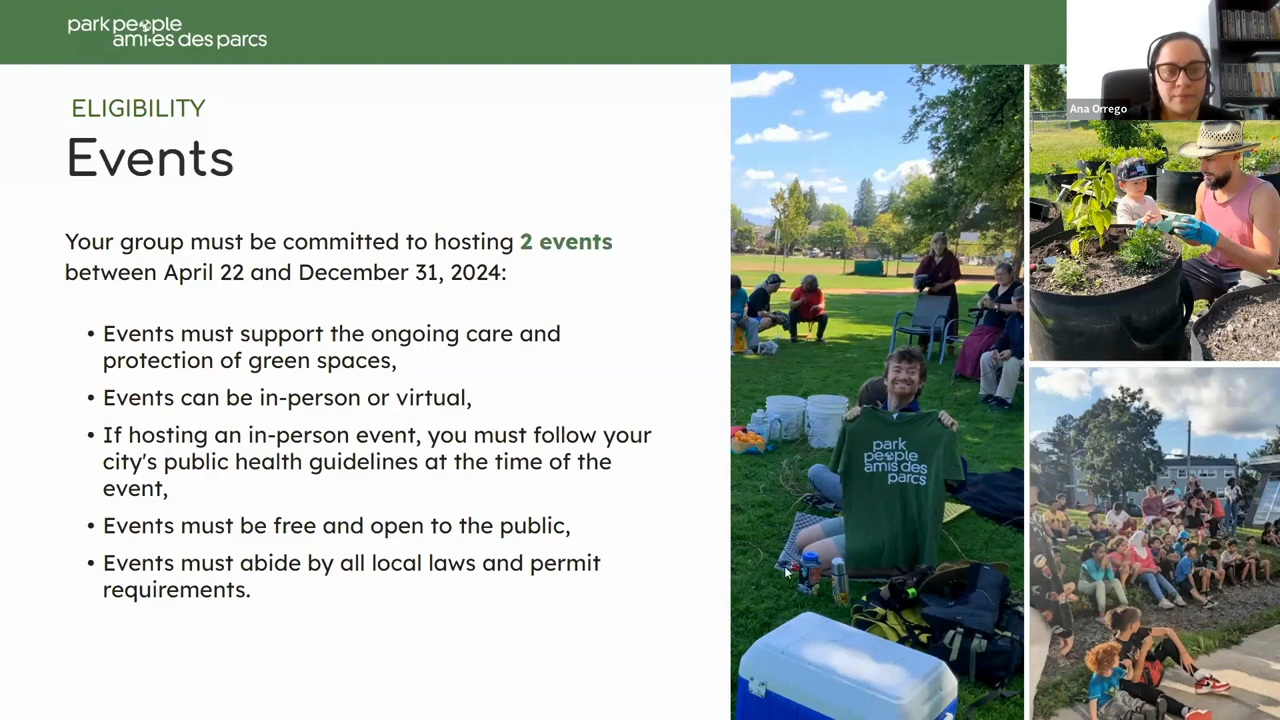 park people
ami·es des parcs
Ana Orrego
ELIGIBILITY
Events
Your group must be committed to hosting 2 events
between April 22 and December 31, 2024:
• Events must support the ongoing care and
protection of green spaces,
• Events can be in-person or virtual,
• If hosting an in-person event, you must follow your
city's public health guidelines at the time of the
event,
• Events must be free and open to the public,
• Events must abide by all local laws and permit
requirements.
park
people
amis des
parcs